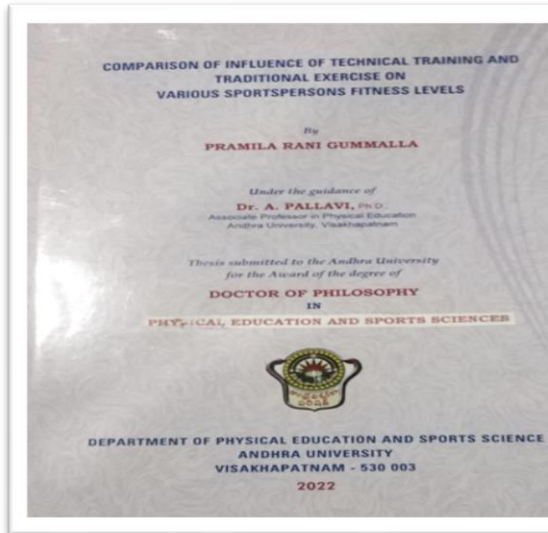 COMPARISON OF INFLUENCE OF TECHNICAL TRAINING AND
TRADITIONAL EXERCISE ON
VARIOUS SPORTSPERSONS FITNESS LEVELS
By
PRAMILA RANI GUMMALLA
Under the guidance of
Dr. A. PALLAVI, Ph.D.,
Associate Professor in Physical Education
Andhra University, Visakhapatnam
Thesis submitted to the Andhra University
for the Award of the degree of
DOCTOR OF PHILOSOPHY
IN
PHYSICAL EDUCATION AND SPORTS SCIENCES
DEPARTMENT OF PHYSICAL EDUCATION AND SPORTS SCIENCE
ANDHRA UNIVERSITY
VISAKHAPATNAM - 530 003
2022